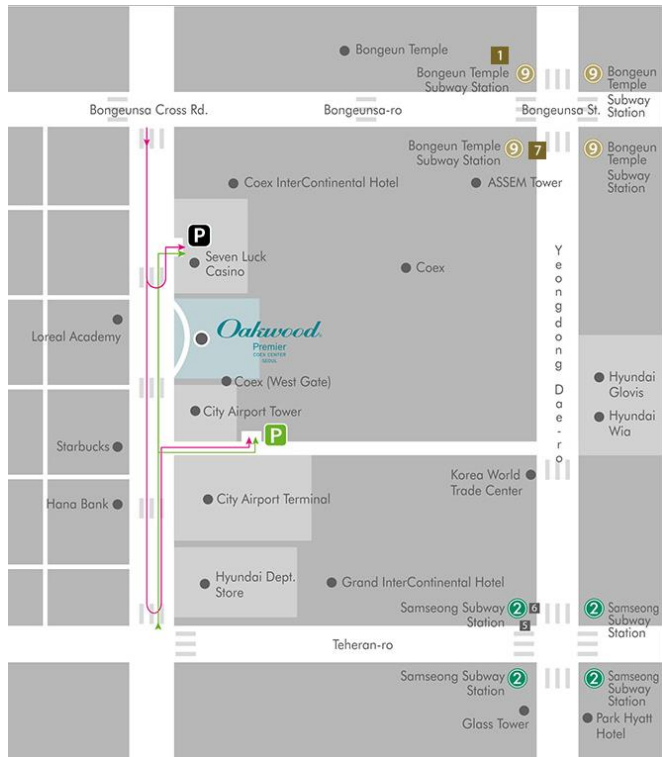 Bongeun Temple
1
Bongeun Temple
Subway Station
9
9
Bongeun
Temple
Subway
Station
Bongeunsa Cross Rd.
Bongeunsa-ro
Bongeunsa St.
Bongeun Temple
Subway Station
9
7
9
Bongeun
Temple
Subway
Station
Coex InterContinental Hotel
ASSEM Tower
P
Seven Luck
Casino
Coex
Yeongdong Dae-ro
Loreal Academy
Oakwood
Premier
COEX CENTER
SEOUL
Coex (West Gate)
Hyundai
Glovis
City Airport Tower
Hyundai
Wia
P
Starbucks
Korea World
Trade Center
Hana Bank
City Airport Terminal
Hyundai Dept.
Store
Grand InterContinental Hotel
Samseong Subway
Station
2
6
5
2
Samseong
Subway
Station
Teheran-ro
Samseong Subway
Station
2
2
Samseong
Subway
Station
Glass Tower
Park Hyatt
Hotel